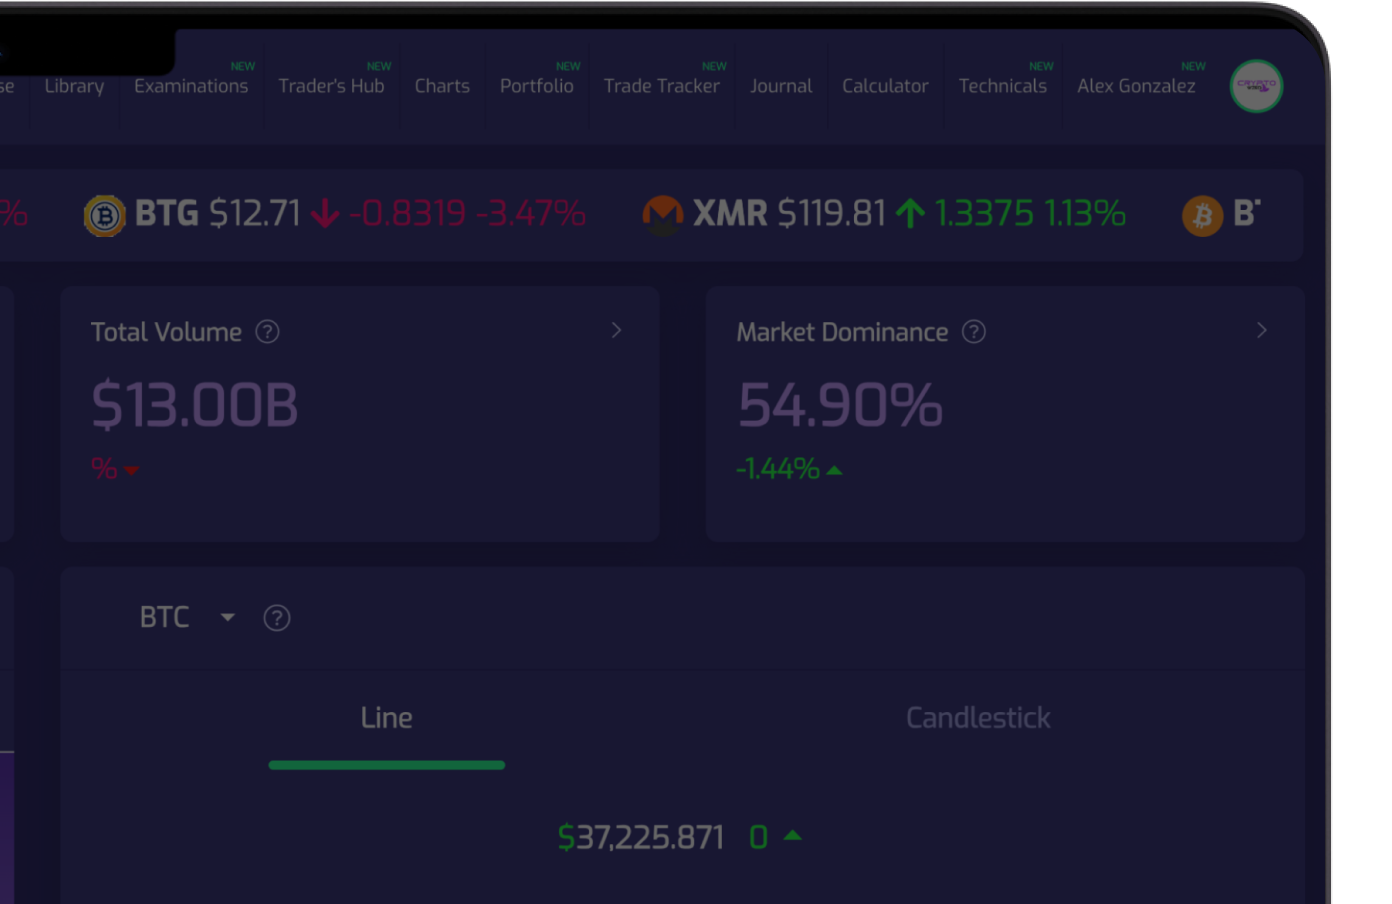 se Library Examinations NEW Trader's Hub NEW Charts Portfolio NEW Trade Tracker NEW Journal Calculator Technicals NEW Alex Gonzalez NEW
CRYPTO
% BTG $12.71 -0.8319 -3.47% XMR $119.81 1.3375 1.13%
Total Volume ? Market Dominance ?
$13.00B 54.90%
% -1.44%
BTC ?
Line Candlestick
$37,225.871 0